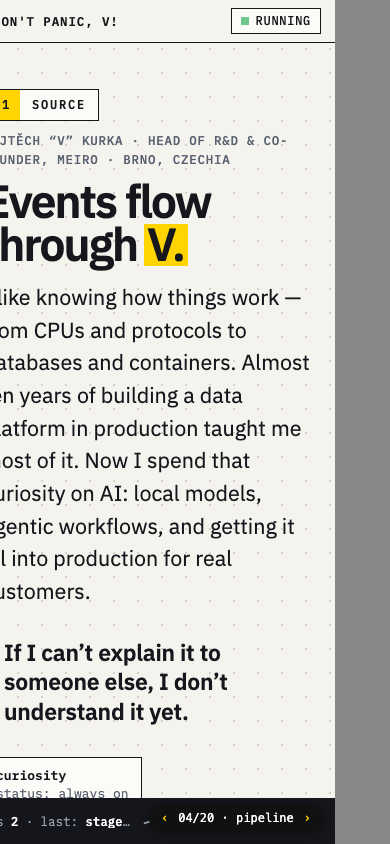 ON'T PANIC, V!
RUNNING
1 SOURCE
JTĚCH “V” KURKA · HEAD OF R&D & CO-
UNDER, MEIRO · BRNO, CZECHIA
Events flow
hrough V.
like knowing how things work —
om CPUs and protocols to
atabases and containers. Almost
en years of building a data
latform in production taught me
ost of it. Now I spend that
uriosity on AI: local models,
gentic workflows, and getting it
l into production for real
ustomers.
If I can’t explain it to
someone else, I don’t
understand it yet.
curiosity
status: always on
s 2 · last: stage…
‹ 04/20 · pipeline ›